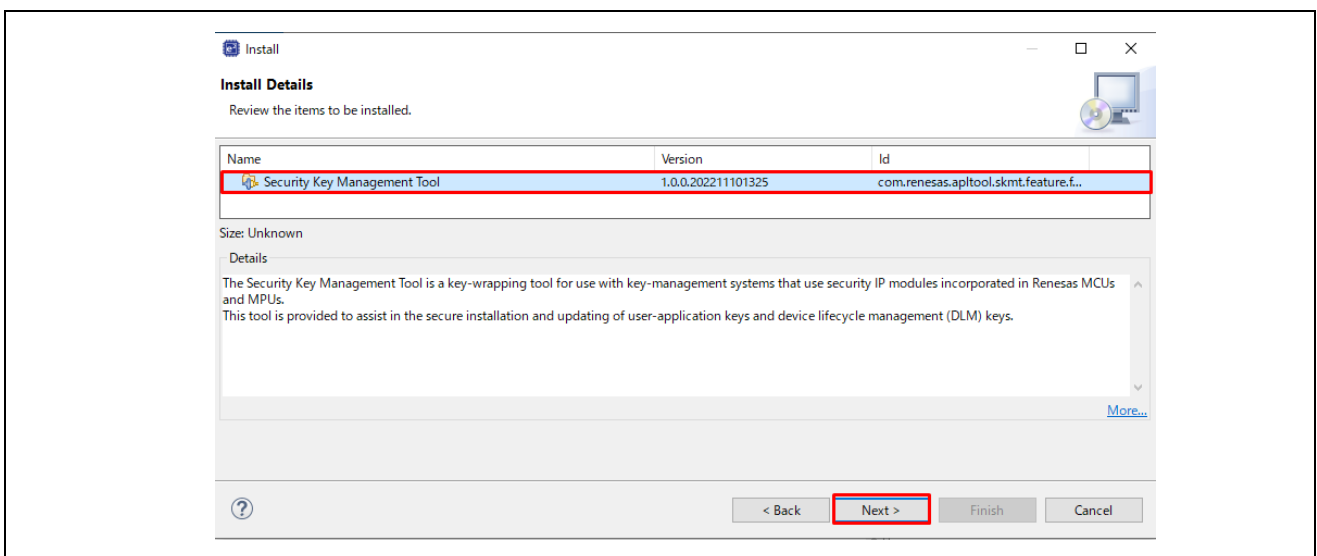 Install
Install Details
Review the items to be installed.
Name Version Id
Security Key Management Tool 1.0.0.202211101325 com.renesas.apltool.skmt.feature.f...
Size: Unknown
Details
The Security Key Management Tool is a key-wrapping tool for use with key-management systems that use security IP modules incorporated in Renesas MCUs
and MPUs.
This tool is provided to assist in the secure installation and updating of user-application keys and device lifecycle management (DLM) keys.
More...
? < Back Next > Finish Cancel